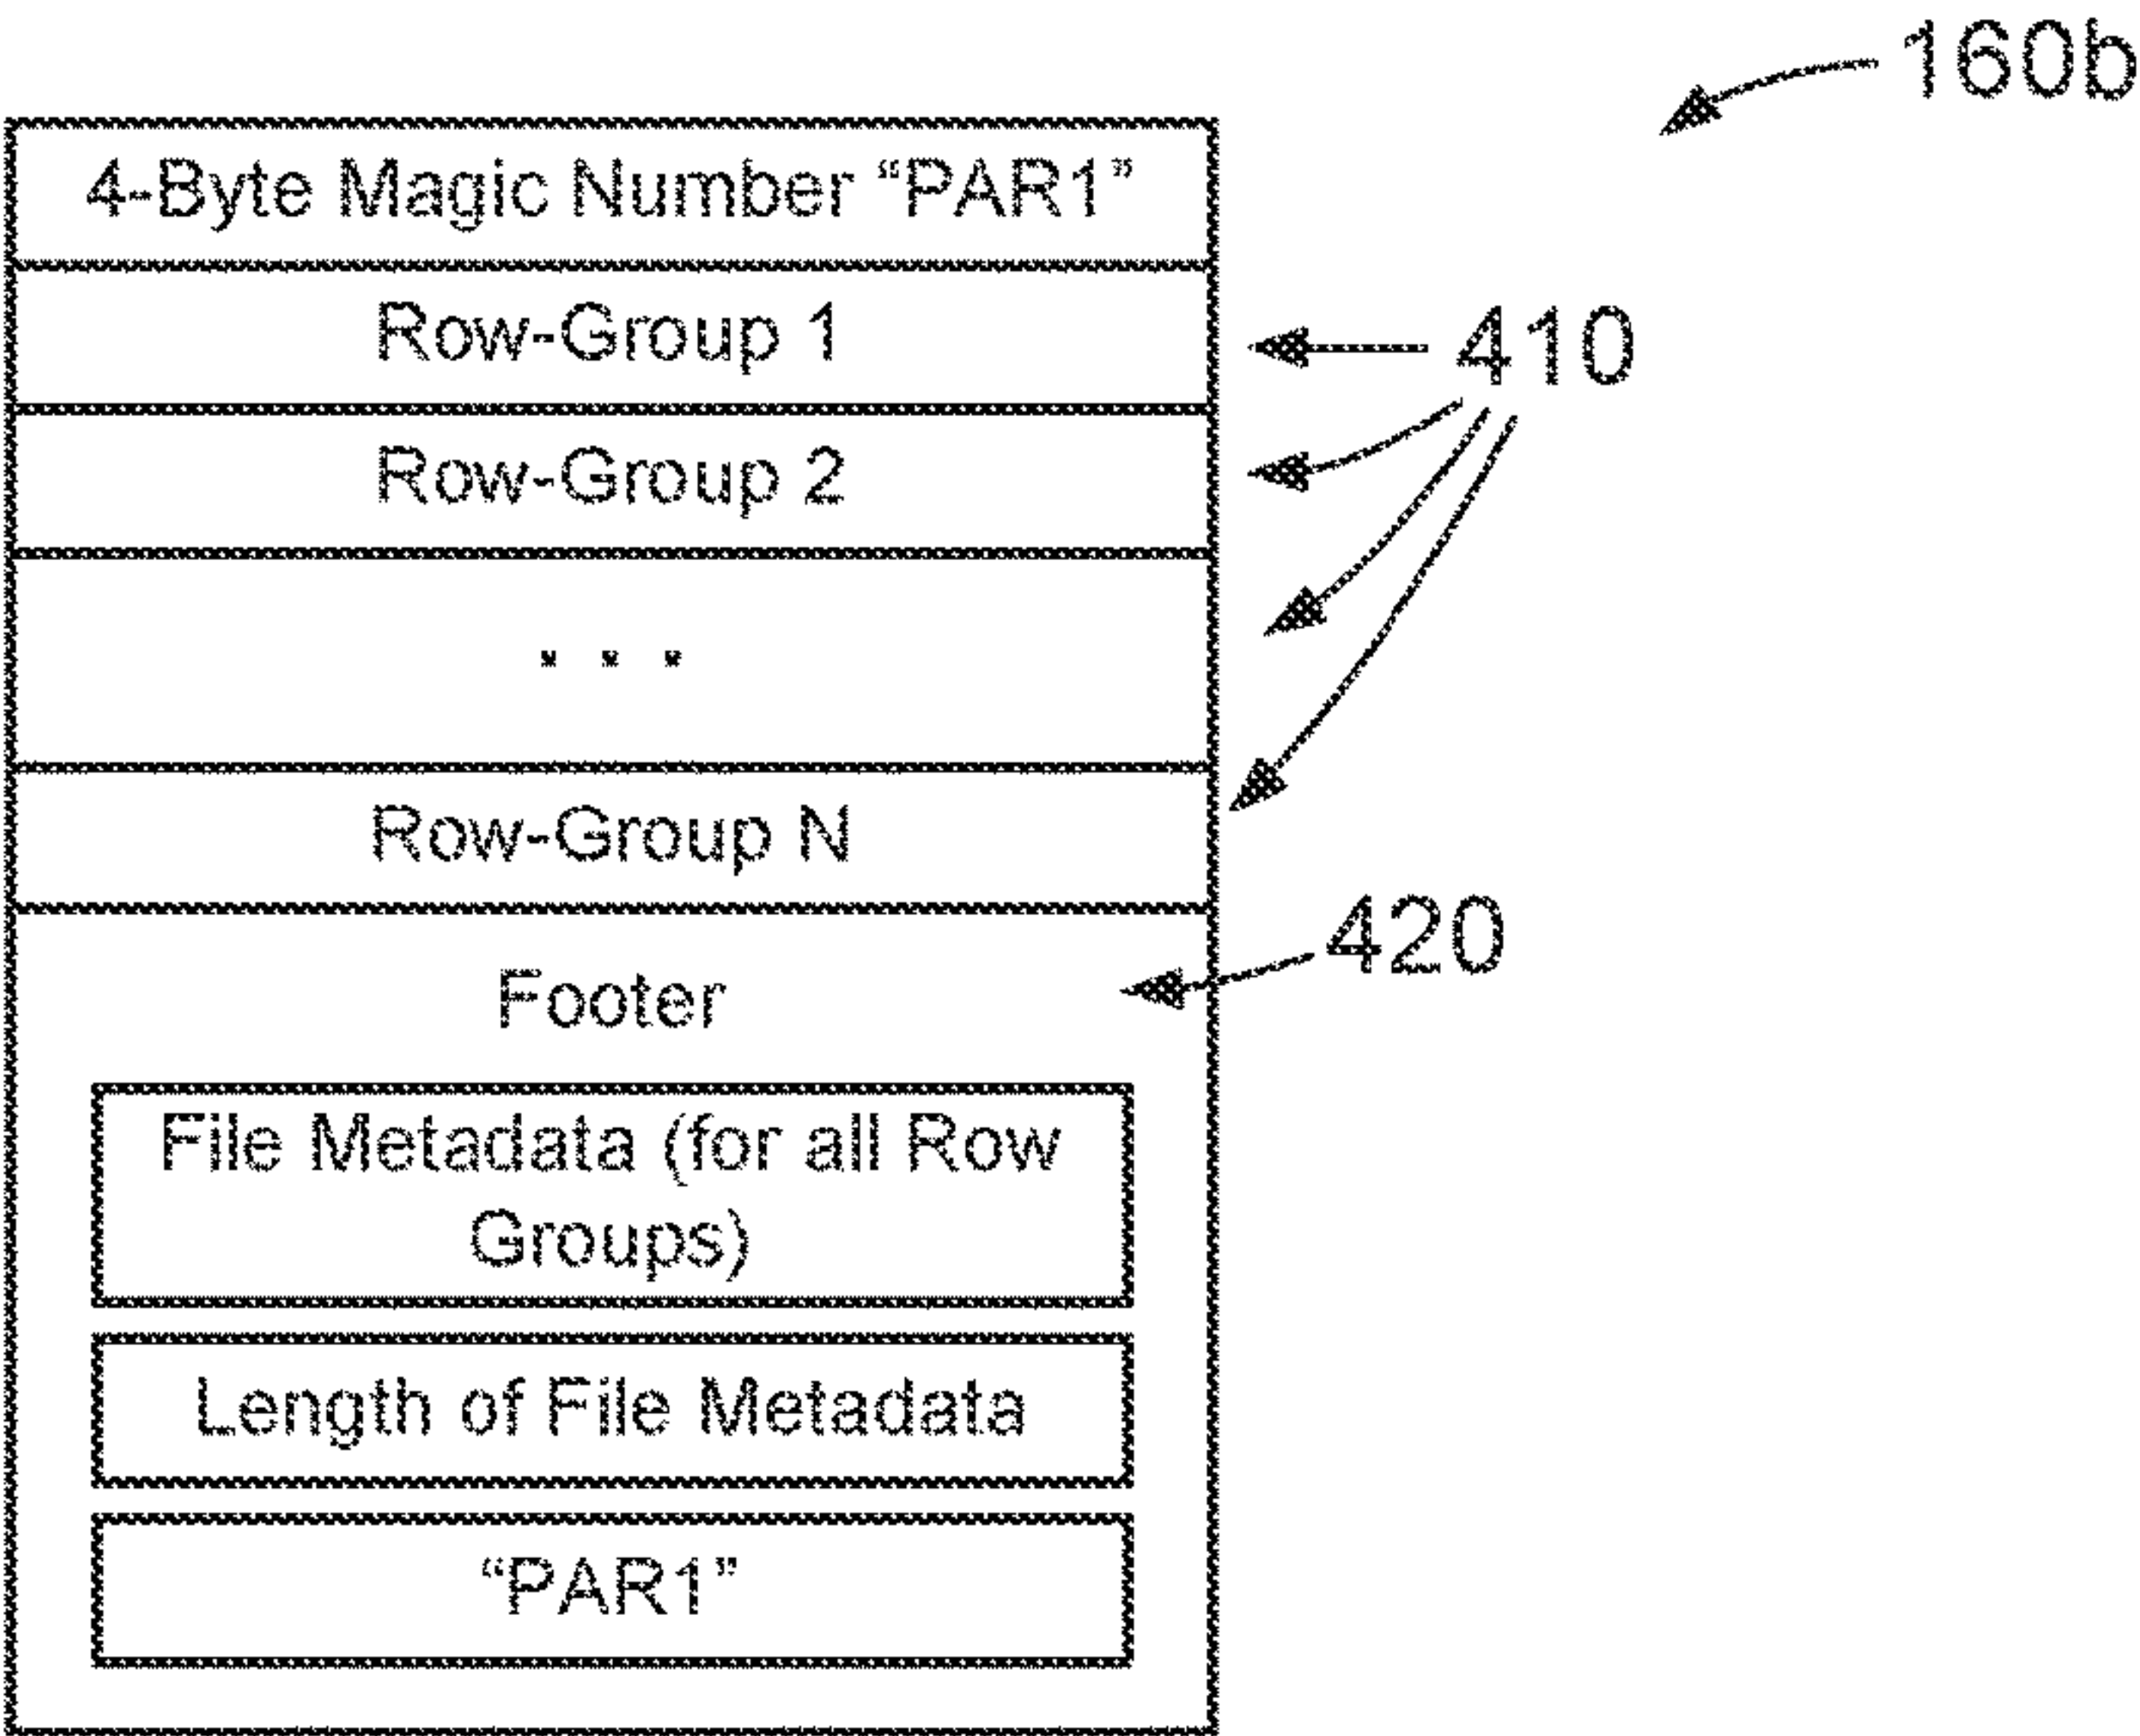 160b
4-Byte Magic Number “PAR1”
Row-Group 1
410
Row-Group 2
. . .
Row-Group N
420
Footer
File Metadata (for all Row
Groups)
Length of File Metadata
“PAR1”